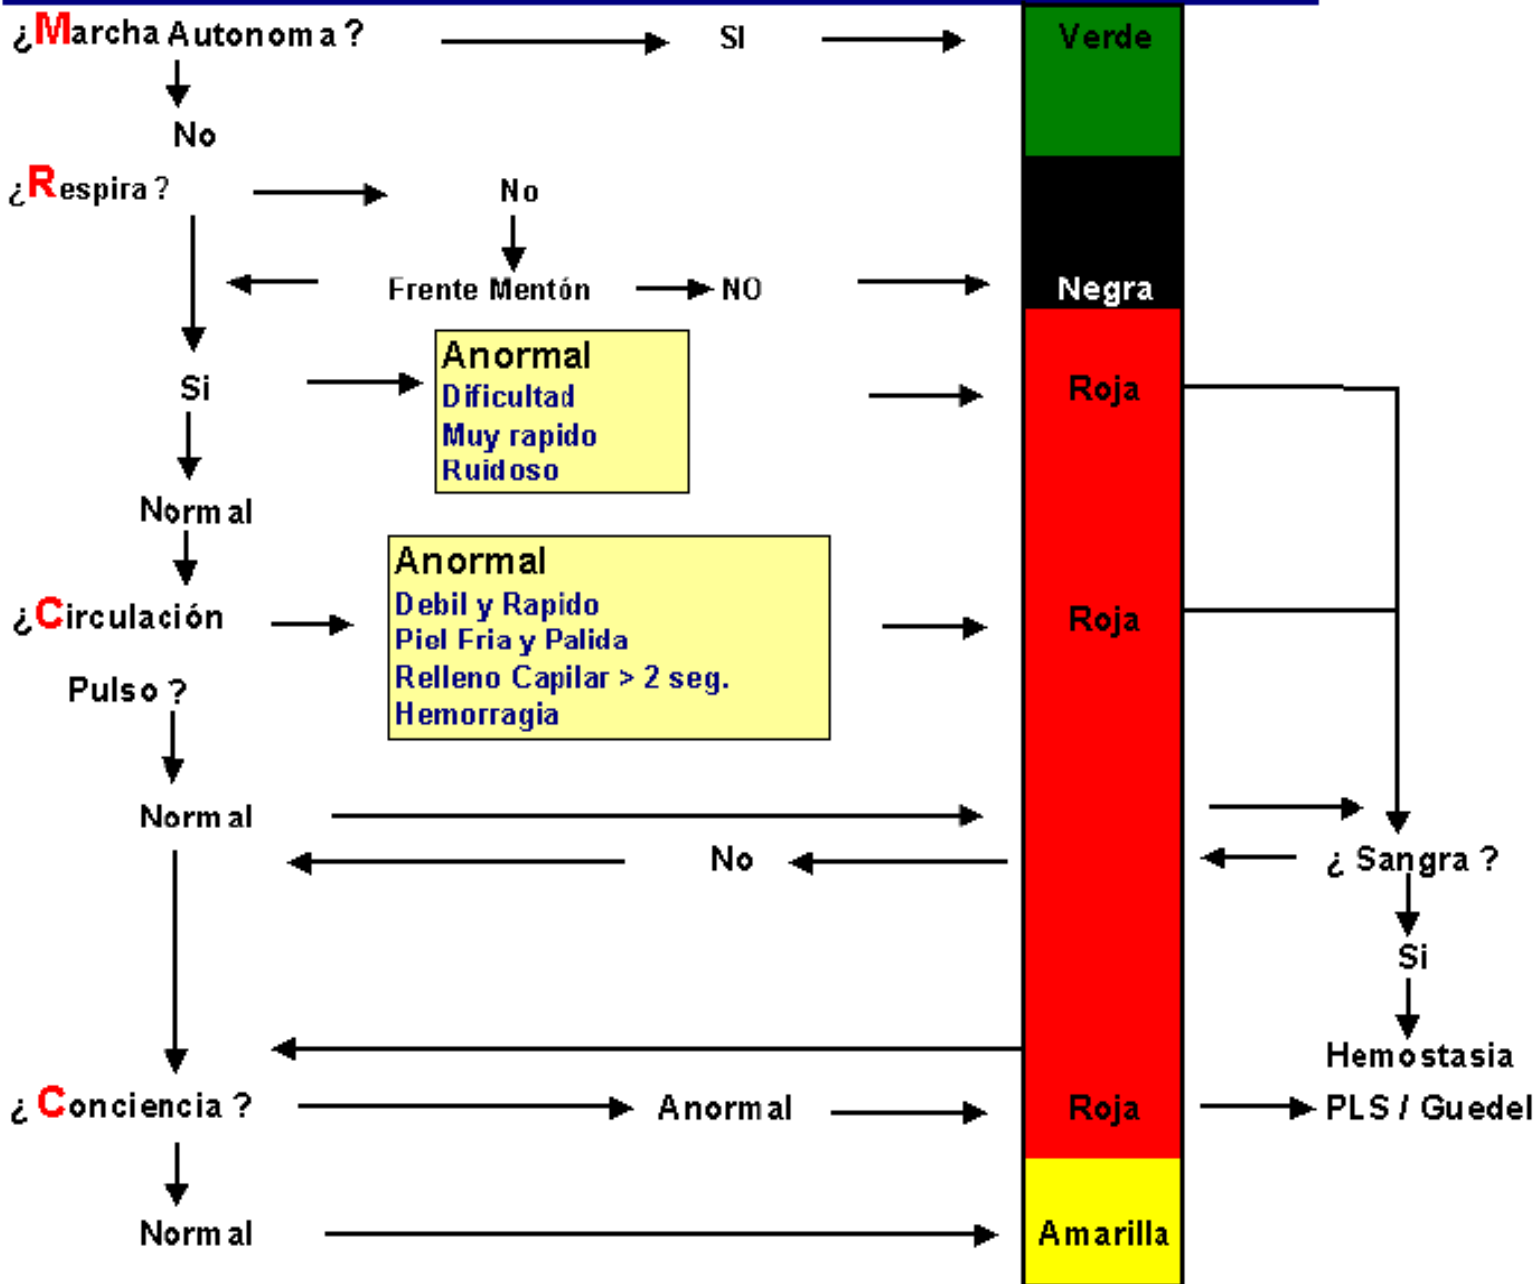 ¿Marcha Autonoma ? SI Verde
No
¿Respira ? No
Frente Mentón NO Negra
Anormal
Si Dificultad Roja
Muy rapido
Ruidoso
Normal
Anormal
Debil y Rapido
¿Circulación Piel Fria y Palida Roja
Pulso ? Relleno Capilar > 2 seg.
Hemorragia
Normal
No ¿ Sangra ?
Si
Hemostasia
¿ Conciencia ? Anormal Roja PLS / Guedel
Normal Amarilla